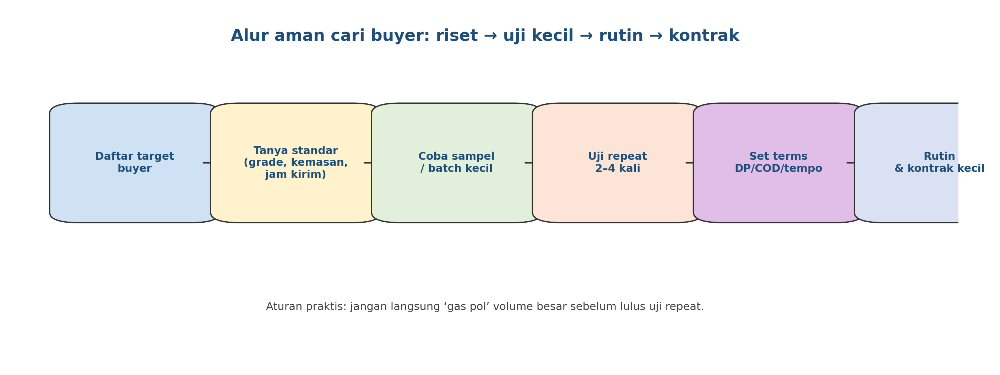 Alur aman cari buyer: riset → uji kecil → rutin → kontrak
Daftar target
buyer
Tanya standar
(grade, kemasan,
jam kirim)
Coba sampel
/ batch kecil
Uji repeat
2–4 kali
Set terms
DP/COD/tempo
Rutin
& kontrak kecil
Aturan praktis: jangan langsung ‘gas pol’ volume besar sebelum lulus uji repeat.